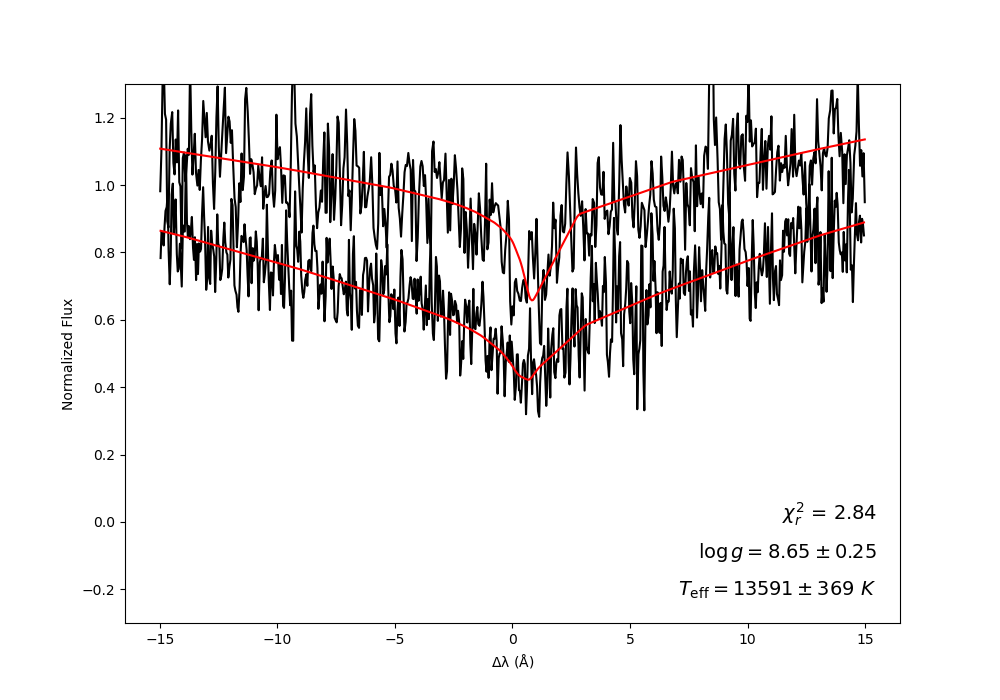 1.2
1.0
0.8
0.6
0.4
0.2
0.0
−0.2
Normalized Flux
χ²ᵣ = 2.84
log g = 8.65 ± 0.25
T_eff = 13591 ± 369 K
−15 −10 −5 0 5 10 15
Δλ (Å)